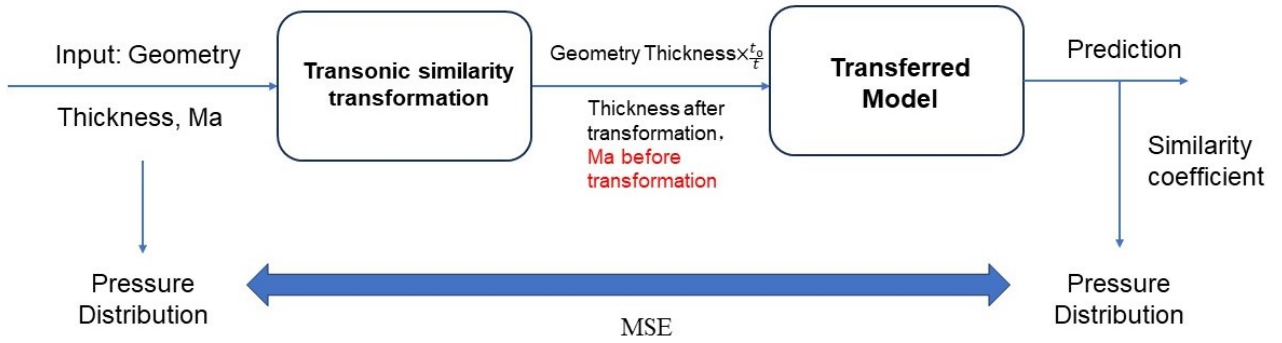 Input: Geometry
Thickness, Ma
Transonic similarity
transformation
Geometry Thickness×t₀/t
Thickness after
transformation，
Ma before
transformation
Transferred
Model
Prediction
Similarity
coefficient
Pressure
Distribution
MSE
Pressure
Distribution